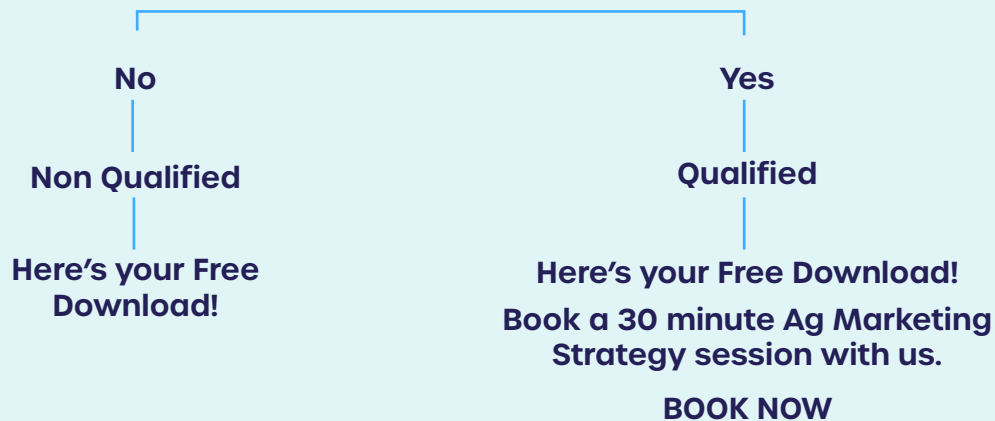 No
Yes
Non Qualified
Qualified
Here's your Free
Download!
Here's your Free Download!
Book a 30 minute Ag Marketing
Strategy session with us.
BOOK NOW